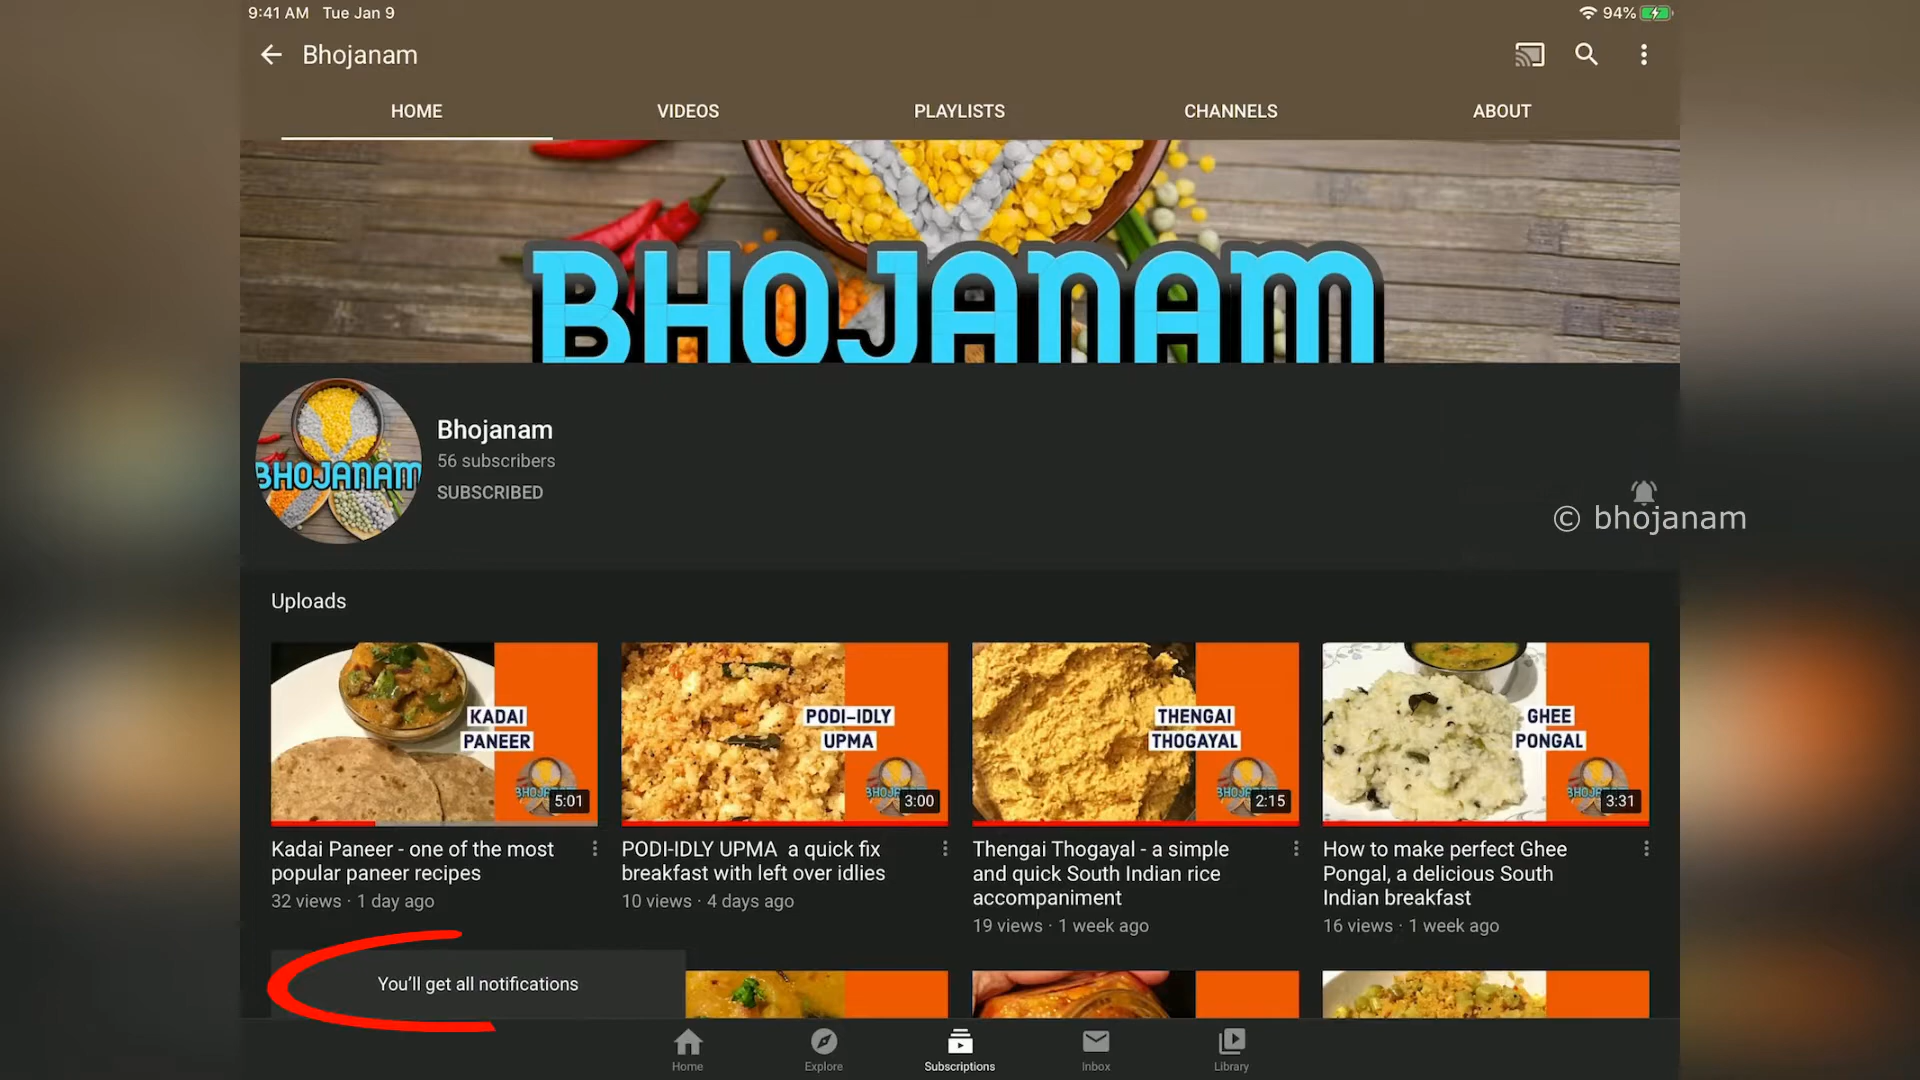 9:41 AM Tue Jan 9
94%
Bhojanam
HOME VIDEOS PLAYLISTS CHANNELS ABOUT
BHOJANAM
BHOJANAM
Bhojanam
56 subscribers
SUBSCRIBED
© bhojanam
Uploads
KADAI
PANEER
5:01
Kadai Paneer - one of the most
popular paneer recipes
32 views · 1 day ago
PODI-IDLY
UPMA
3:00
PODI-IDLY UPMA a quick fix
breakfast with left over idlies
10 views · 4 days ago
THENGAI
THOGAYAL
2:15
Thengai Thogayal - a simple
and quick South Indian rice
accompaniment
19 views · 1 week ago
GHEE
PONGAL
3:31
How to make perfect Ghee
Pongal, a delicious South
Indian breakfast
16 views · 1 week ago
You’ll get all notifications
Home Explore Subscriptions Inbox Library